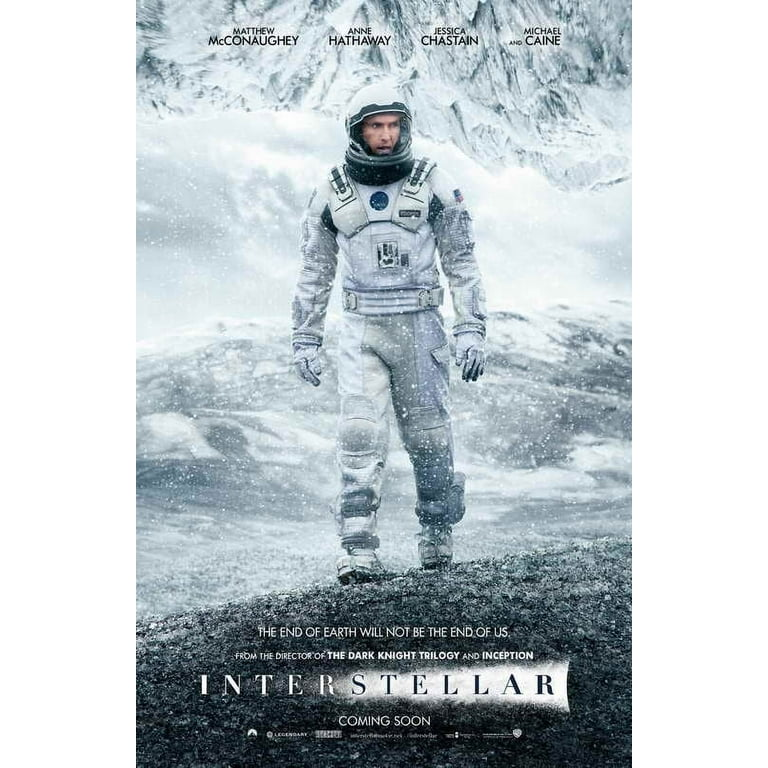 MATTHEW McCONAUGHEY
ANNE HATHAWAY
JESSICA CHASTAIN
AND MICHAEL CAINE
THE END OF EARTH WILL NOT BE THE END OF US
FROM THE DIRECTOR OF THE DARK KNIGHT TRILOGY AND INCEPTION
INTERSTELLAR
COMING SOON
LEGENDARY